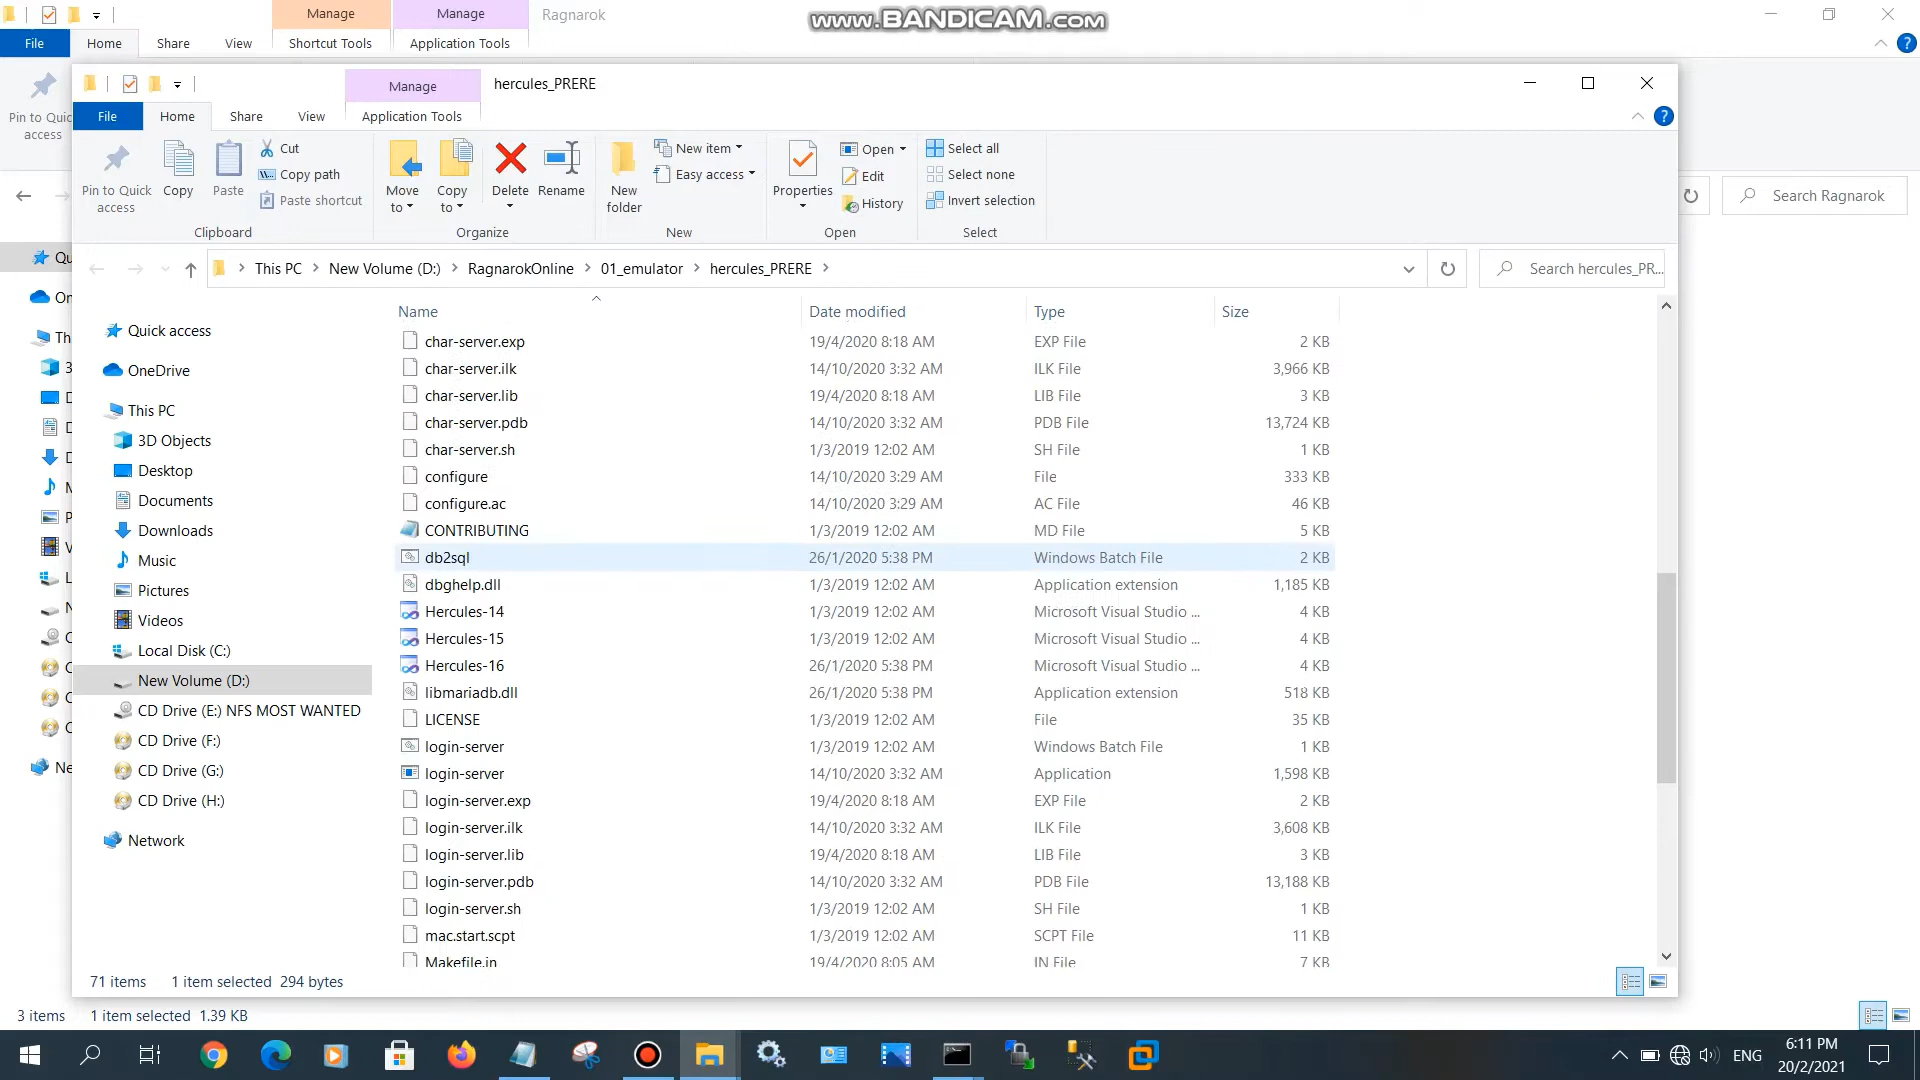 Manage
Manage
Ragnarok
www.BANDICAM.com
File
Home
Share
View
Shortcut Tools
Application Tools
Manage
hercules_PRERE
File
Home
Share
View
Application Tools
Pin to Quic
access
Pin to Quick
access
Copy
Paste
Cut
Copy path
Paste shortcut
Clipboard
Move
to
Copy
to
Delete
Rename
Organize
New
folder
New item
Easy access
New
Properties
Open
Edit
History
Open
Select all
Select none
Invert selection
Select
Search Ragnarok
This PC
New Volume (D:)
RagnarokOnline
01_emulator
hercules_PRERE
Search hercules_PR...
Name
Date modified
Type
Size
Qu
On
Th
3
D
D
D
M
P
V
L
N
C
C
C
C
Ne
Quick access
OneDrive
This PC
3D Objects
Desktop
Documents
Downloads
Music
Pictures
Videos
Local Disk (C:)
New Volume (D:)
CD Drive (E:) NFS MOST WANTED
CD Drive (F:)
CD Drive (G:)
CD Drive (H:)
Network
char-server.exp 19/4/2020 8:18 AM EXP File 2 KB
char-server.ilk 14/10/2020 3:32 AM ILK File 3,966 KB
char-server.lib 19/4/2020 8:18 AM LIB File 3 KB
char-server.pdb 14/10/2020 3:32 AM PDB File 13,724 KB
char-server.sh 1/3/2019 12:02 AM SH File 1 KB
configure 14/10/2020 3:29 AM File 333 KB
configure.ac 14/10/2020 3:29 AM AC File 46 KB
CONTRIBUTING 1/3/2019 12:02 AM MD File 5 KB
db2sql 26/1/2020 5:38 PM Windows Batch File 2 KB
dbghelp.dll 1/3/2019 12:02 AM Application extension 1,185 KB
Hercules-14 1/3/2019 12:02 AM Microsoft Visual Studio ... 4 KB
Hercules-15 1/3/2019 12:02 AM Microsoft Visual Studio ... 4 KB
Hercules-16 26/1/2020 5:38 PM Microsoft Visual Studio ... 4 KB
libmariadb.dll 26/1/2020 5:38 PM Application extension 518 KB
LICENSE 1/3/2019 12:02 AM File 35 KB
login-server 1/3/2019 12:02 AM Windows Batch File 1 KB
login-server 14/10/2020 3:32 AM Application 1,598 KB
login-server.exp 19/4/2020 8:18 AM EXP File 2 KB
login-server.ilk 14/10/2020 3:32 AM ILK File 3,608 KB
login-server.lib 19/4/2020 8:18 AM LIB File 3 KB
login-server.pdb 14/10/2020 3:32 AM PDB File 13,188 KB
login-server.sh 1/3/2019 12:02 AM SH File 1 KB
mac.start.scpt 1/3/2019 12:02 AM SCPT File 11 KB
Makefile.in 19/4/2020 8:05 AM IN File 7 KB
71 items 1 item selected 294 bytes
3 items 1 item selected 1.39 KB
ENG
6:11 PM
20/2/2021